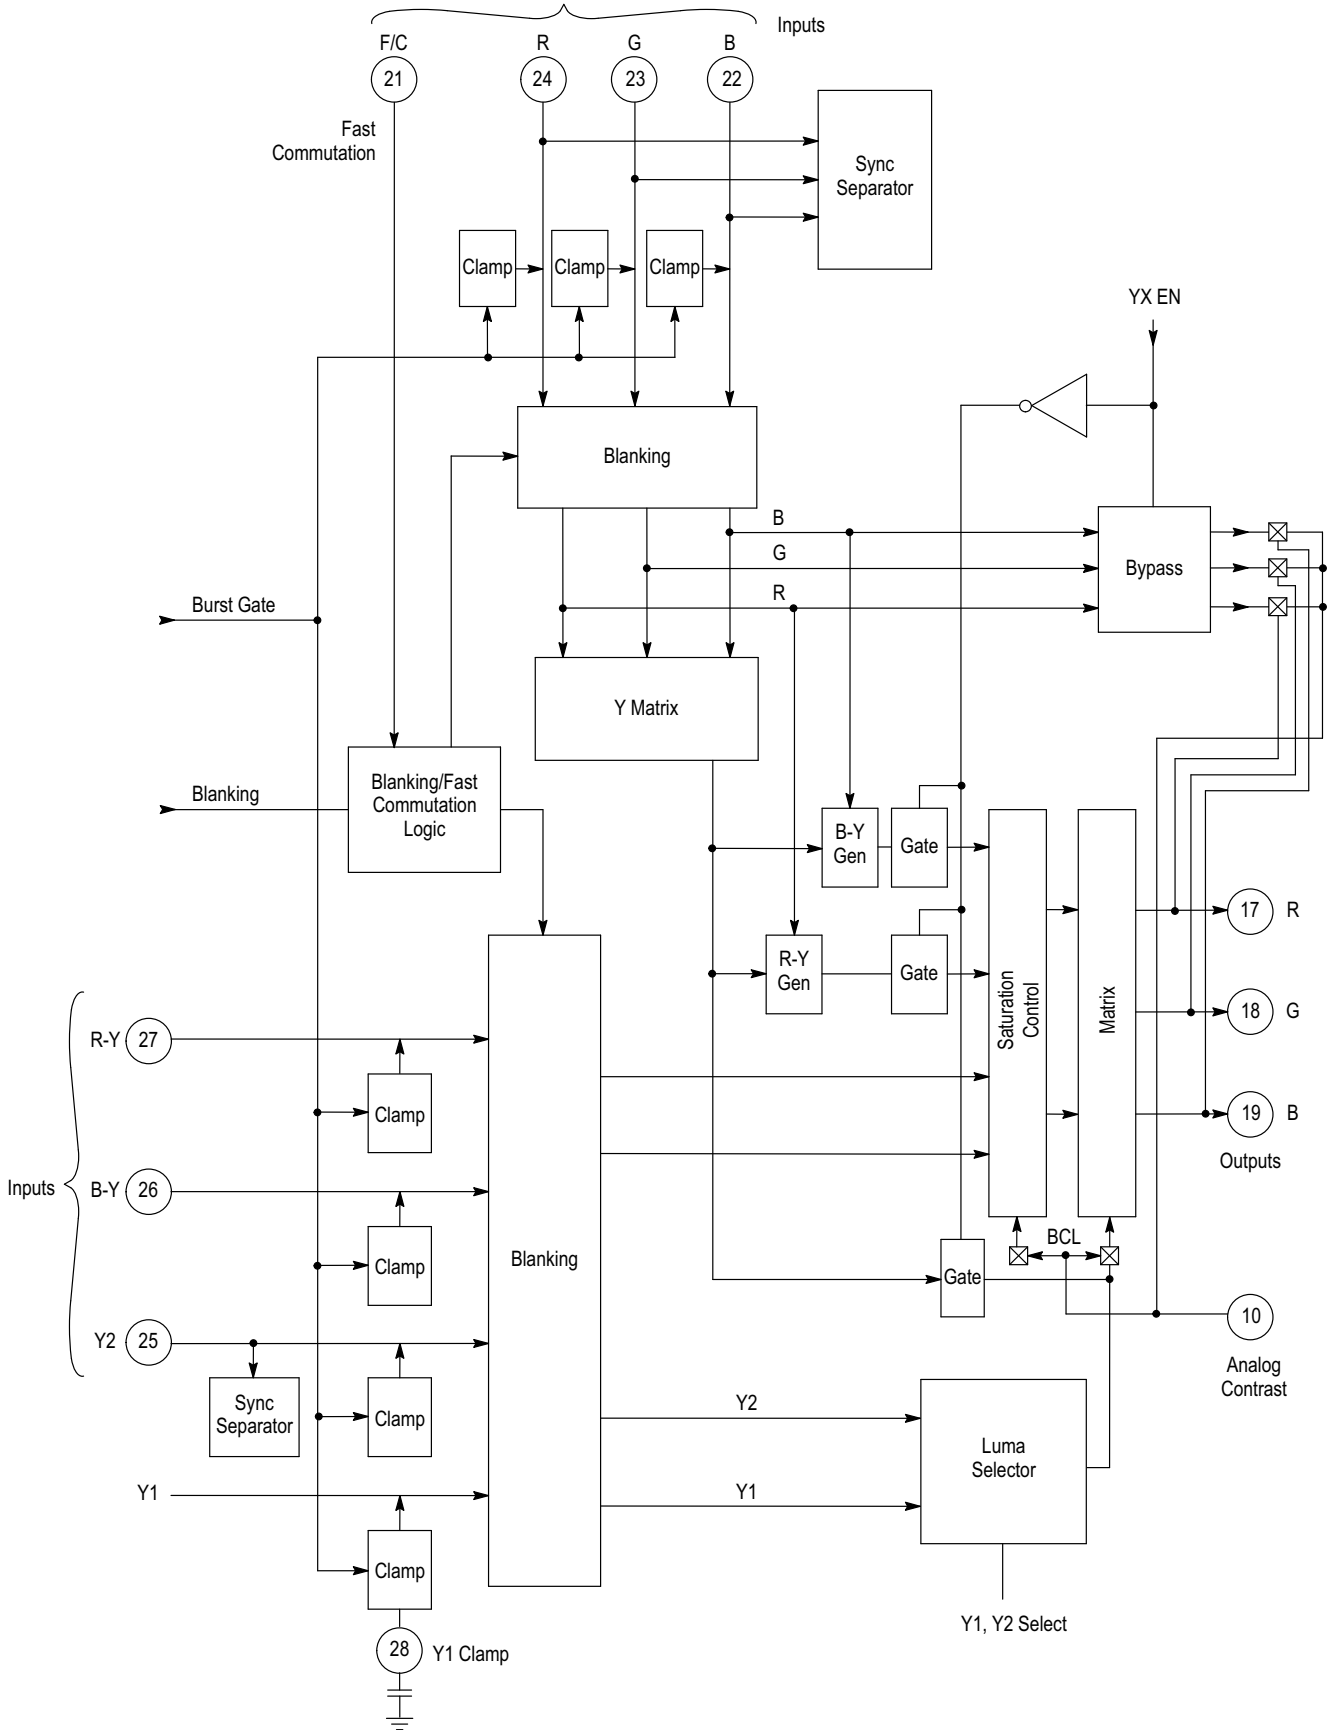 Inputs
F/C
R
G
B
21
24
23
22
Fast
Commutation
Sync
Separator
Clamp
Clamp
Clamp
YX EN
Blanking
B
G
R
Bypass
Burst Gate
Y Matrix
Blanking
Blanking/Fast
Commutation
Logic
B-Y
Gen
Gate
R-Y
Gen
Gate
Saturation
Control
Matrix
17
R
18
G
19
B
Outputs
Inputs
R-Y
27
Clamp
B-Y
26
Clamp
Blanking
BCL
Gate
10
Analog
Contrast
Y2
25
Sync
Separator
Clamp
Y2
Luma
Selector
Y1
Y1
Clamp
Y1, Y2 Select
28
Y1 Clamp